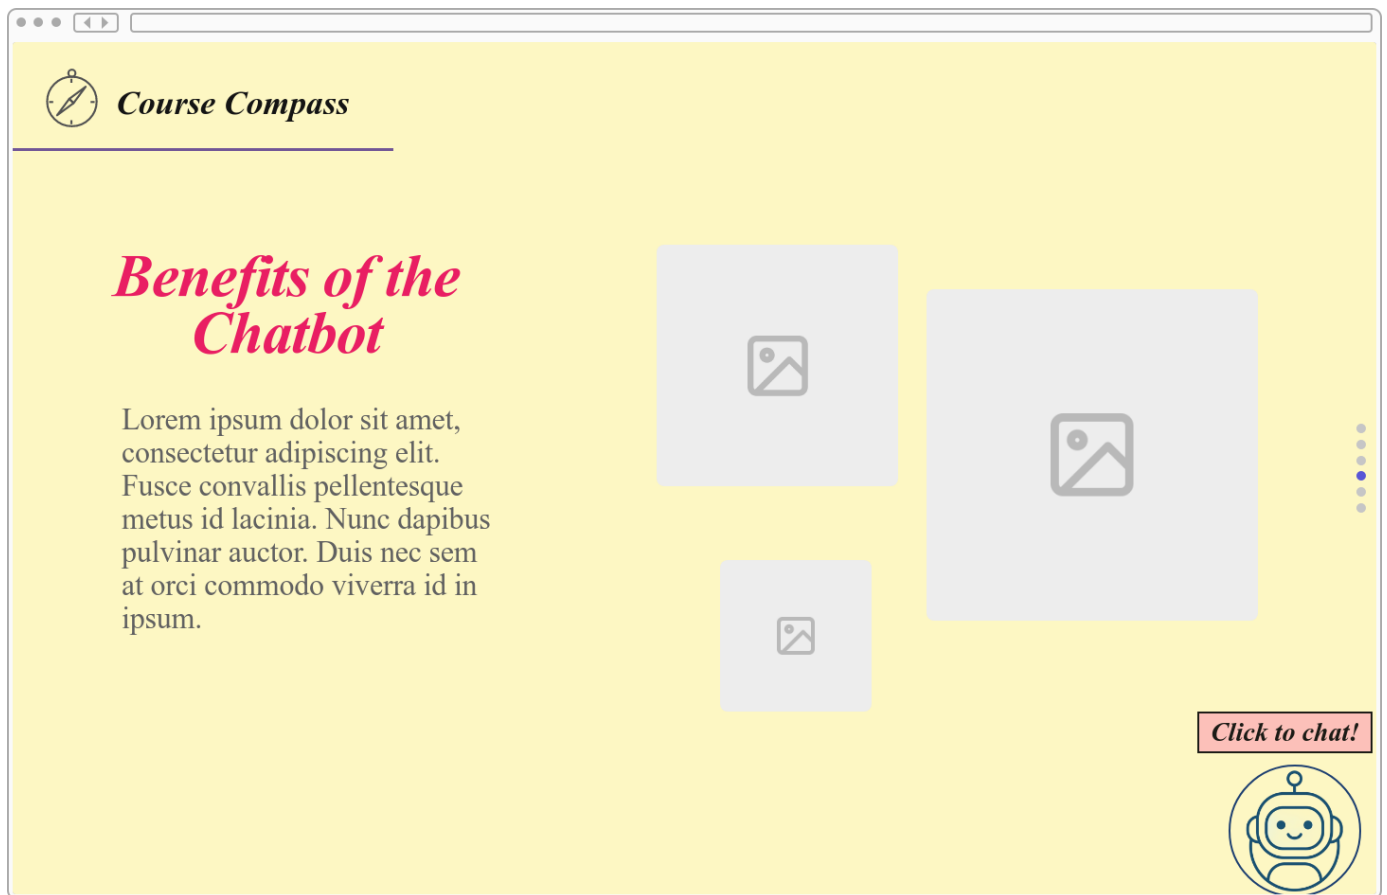 Course Compass
Benefits of the
Chatbot
Lorem ipsum dolor sit amet,
consectetur adipiscing elit.
Fusce convallis pellentesque
metus id lacinia. Nunc dapibus
pulvinar auctor. Duis nec sem
at orci commodo viverra id in
ipsum.
Click to chat!